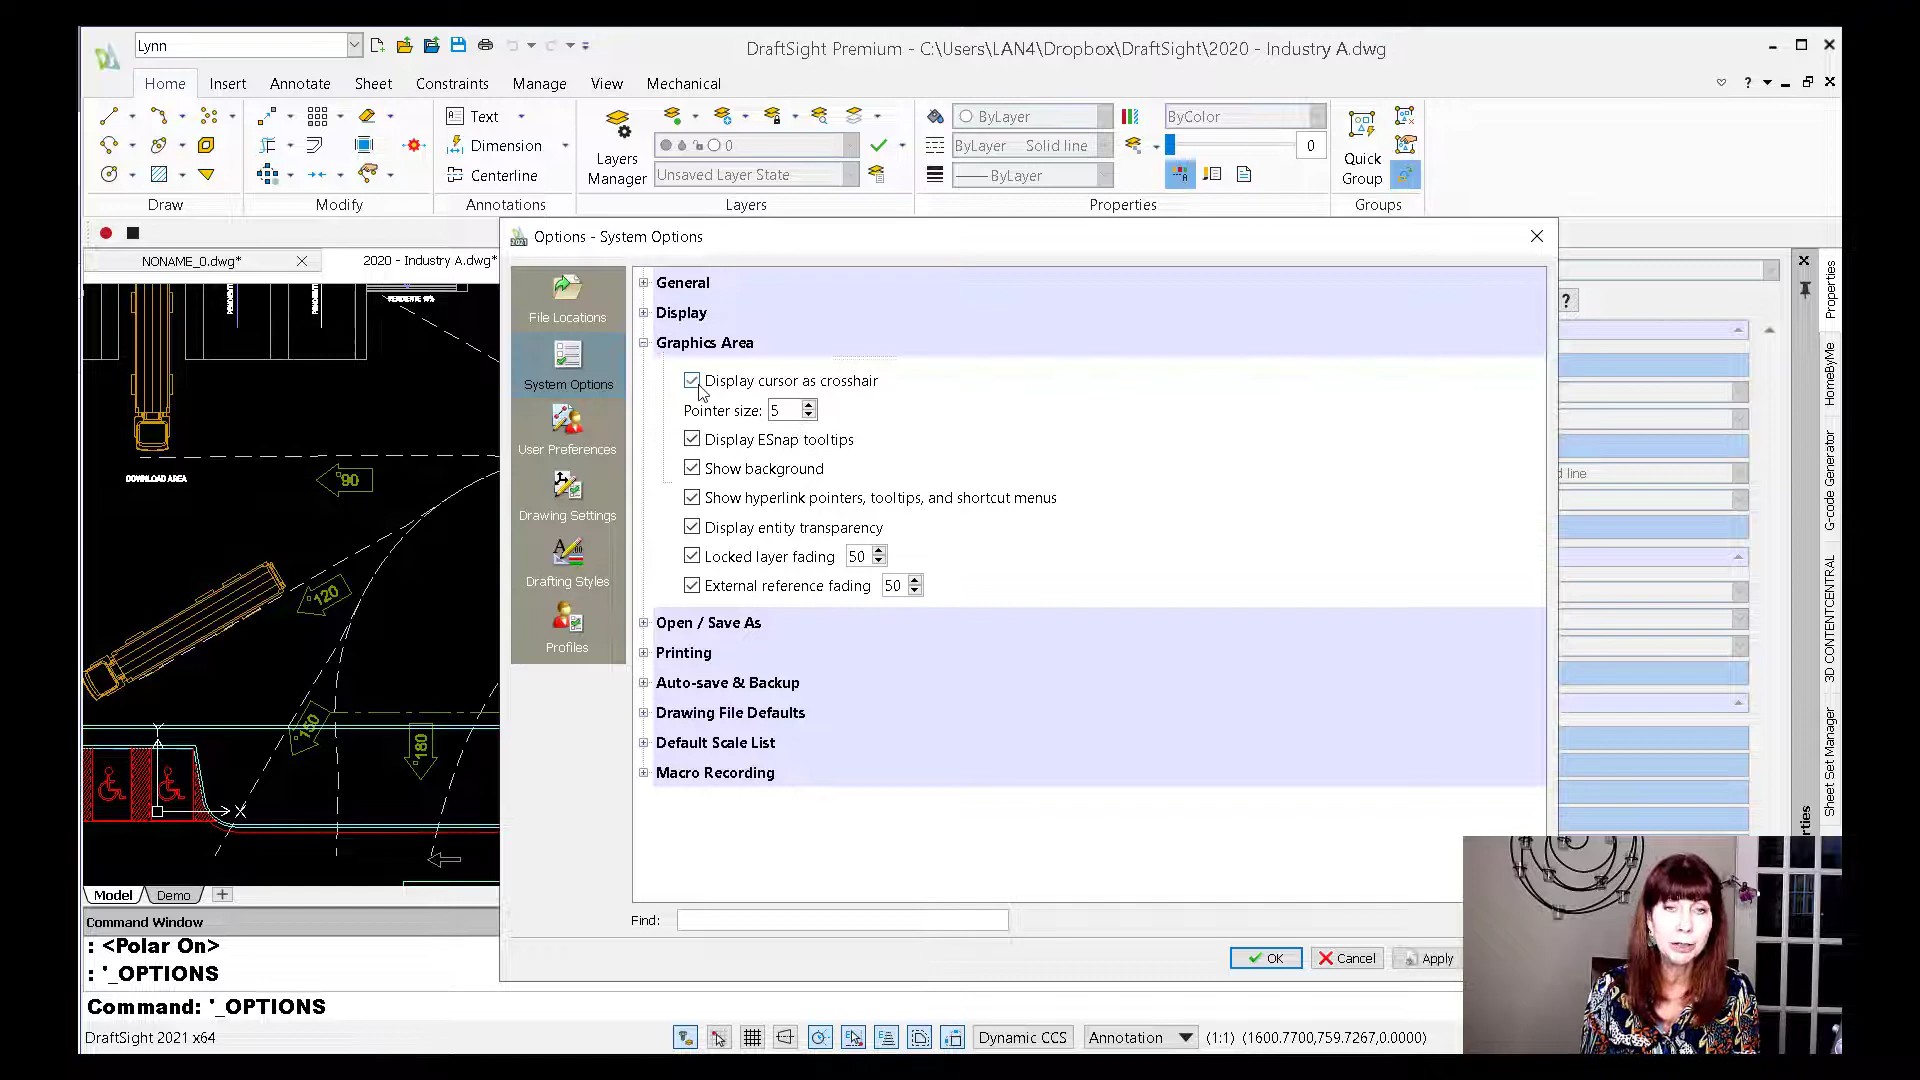 Lynn
DraftSight Premium - C:\Users\LAN4\Dropbox\DraftSight\2020 - Industry A.dwg
Home Insert Annotate Sheet Constraints Manage View Mechanical
Text
Dimension
Centerline
Layers
Manager
0
Unsaved Layer State
ByLayer
ByLayer Solid line
ByLayer
ByColor
0
Quick
Group
Draw Modify Annotations Layers Properties Groups
NONAME_0.dwg*
2020 - Industry A.dwg*
PENDIENTE 10%
DOWNLOAD AREA
90
120
150
180
Y
X
Options - System Options
2021
File Locations
System Options
User Preferences
Drawing Settings
Drafting Styles
Profiles
General
Display
Graphics Area
Display cursor as crosshair
Pointer size: 5
Display ESnap tooltips
Show background
Show hyperlink pointers, tooltips, and shortcut menus
Display entity transparency
Locked layer fading 50
External reference fading 50
Open / Save As
Printing
Auto-save & Backup
Drawing File Defaults
Default Scale List
Macro Recording
Find:
OK Cancel Apply
d line
Properties
HomeByMe
G-code Generator
3D CONTENTCENTRAL
Sheet Set Manager
rties
Model Demo
Command Window
: <Polar On>
: '_OPTIONS
Command: '_OPTIONS
DraftSight 2021 x64
Dynamic CCS
Annotation
(1:1) (1600.7700,759.7267,0.0000)